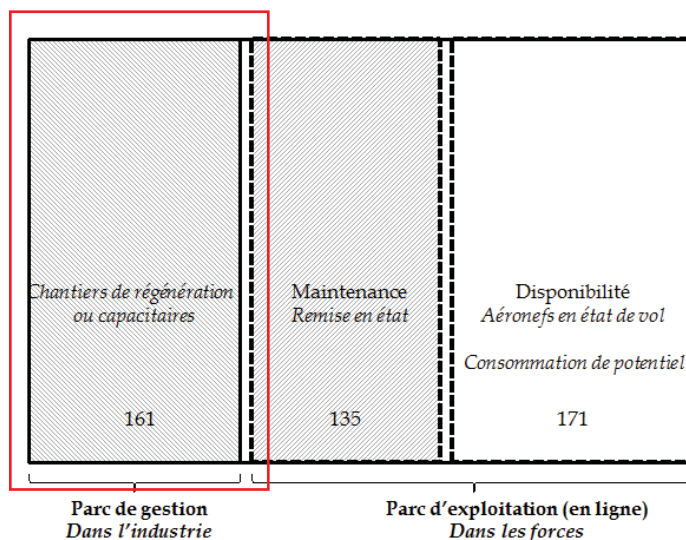 Chantiers de régénération
ou capacitaires
161
Maintenance
Remise en état
135
Disponibilité
Aéronefs en état de vol
Consommation de potentiel
171
Parc de gestion
Dans l'industrie
Parc d'exploitation (en ligne)
Dans les forces